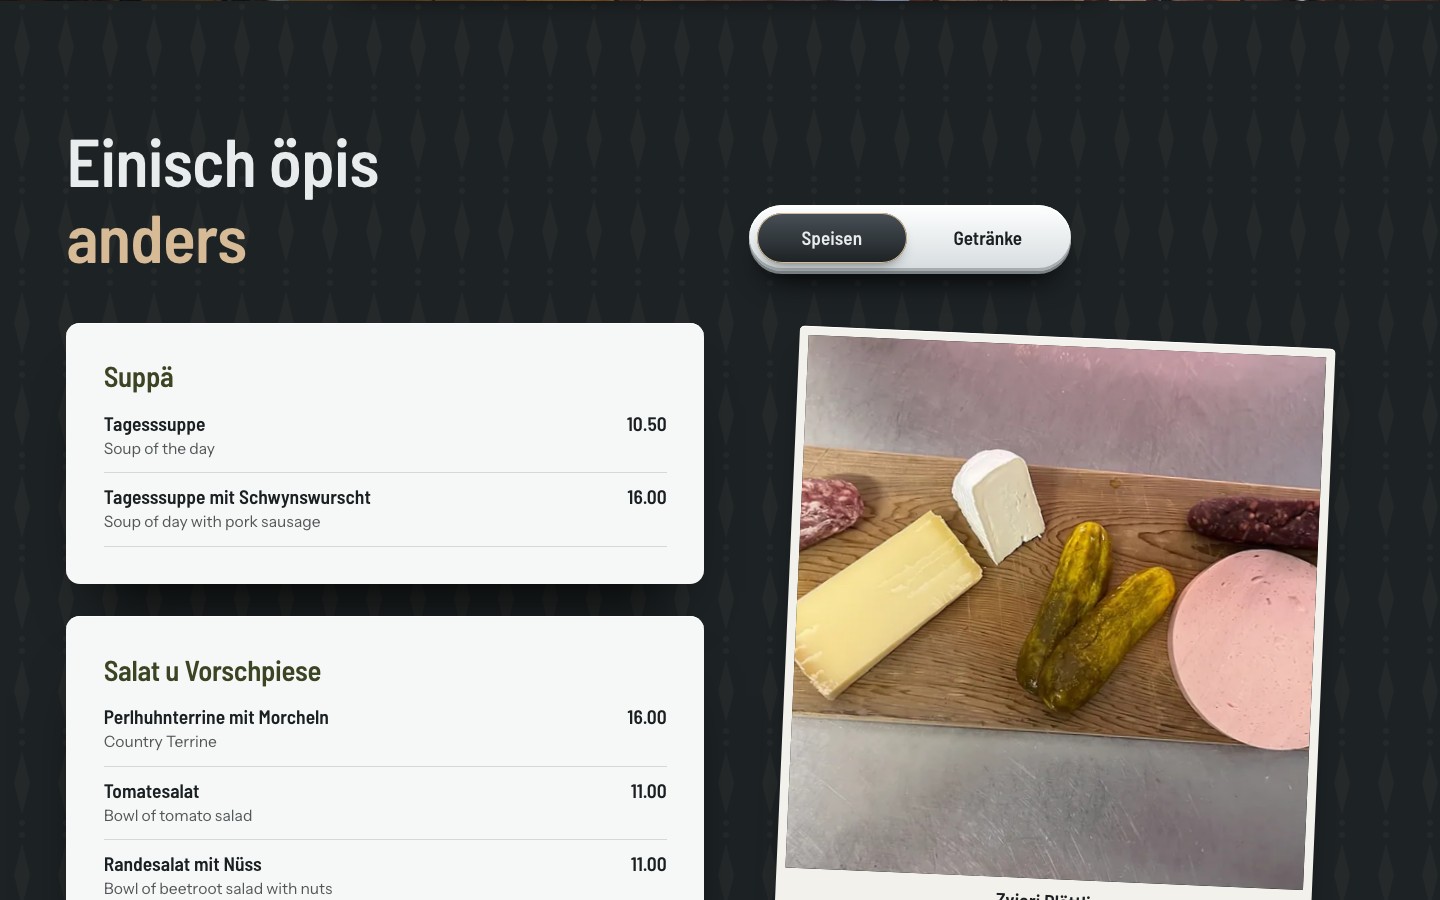 Einisch öpis
anders
Speisen
Getränke
Suppä
Tagesssuppe 10.50
Soup of the day
Tagesssuppe mit Schwynswurscht 16.00
Soup of day with pork sausage
Salat u Vorschpiese
Perlhuhnterrine mit Morcheln 16.00
Country Terrine
Tomatesalat 11.00
Bowl of tomato salad
Randesalat mit Nüss 11.00
Bowl of beetroot salad with nuts